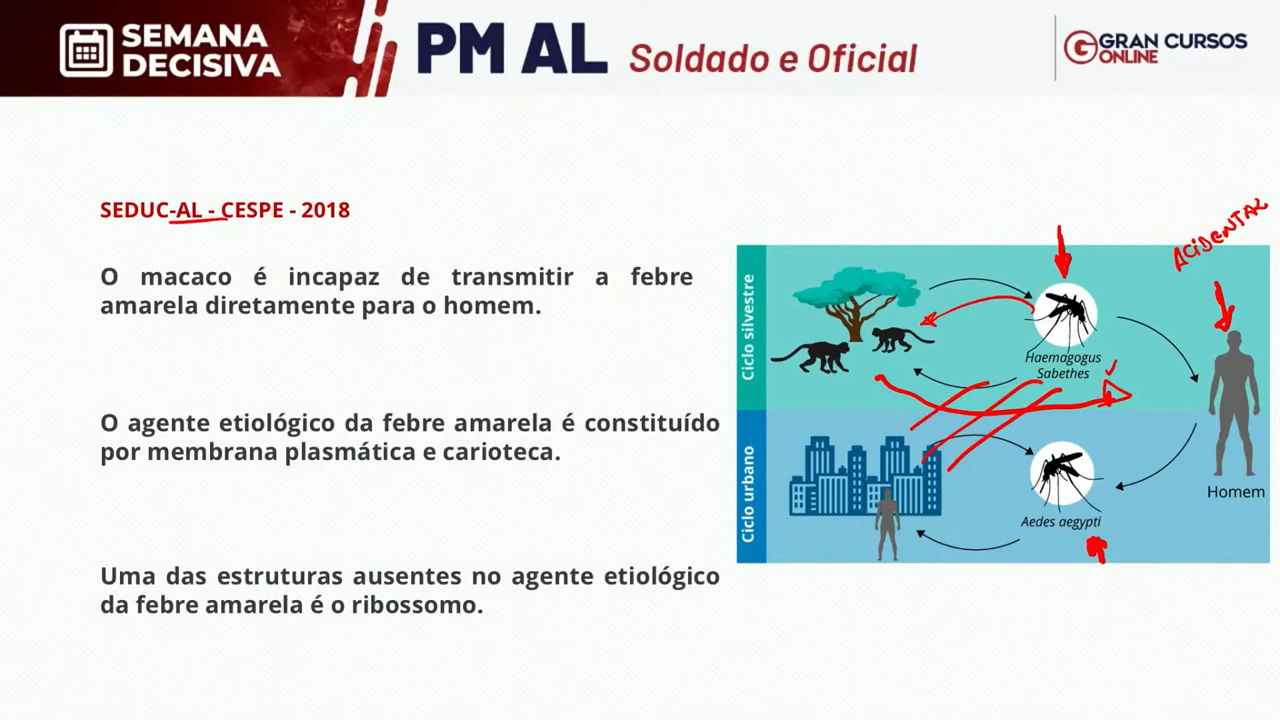 SEMANA
DECISIVA
PM AL Soldado e Oficial
GRAN CURSOS
ONLINE
SEDUC-AL - CESPE - 2018
O macaco é incapaz de transmitir a febre
amarela diretamente para o homem.
O agente etiológico da febre amarela é constituído
por membrana plasmática e carioteca.
Uma das estruturas ausentes no agente etiológico
da febre amarela é o ribossomo.
ACIDENTAL
Ciclo silvestre
Haemagogus
Sabethes
Homem
Ciclo urbano
Aedes aegypti